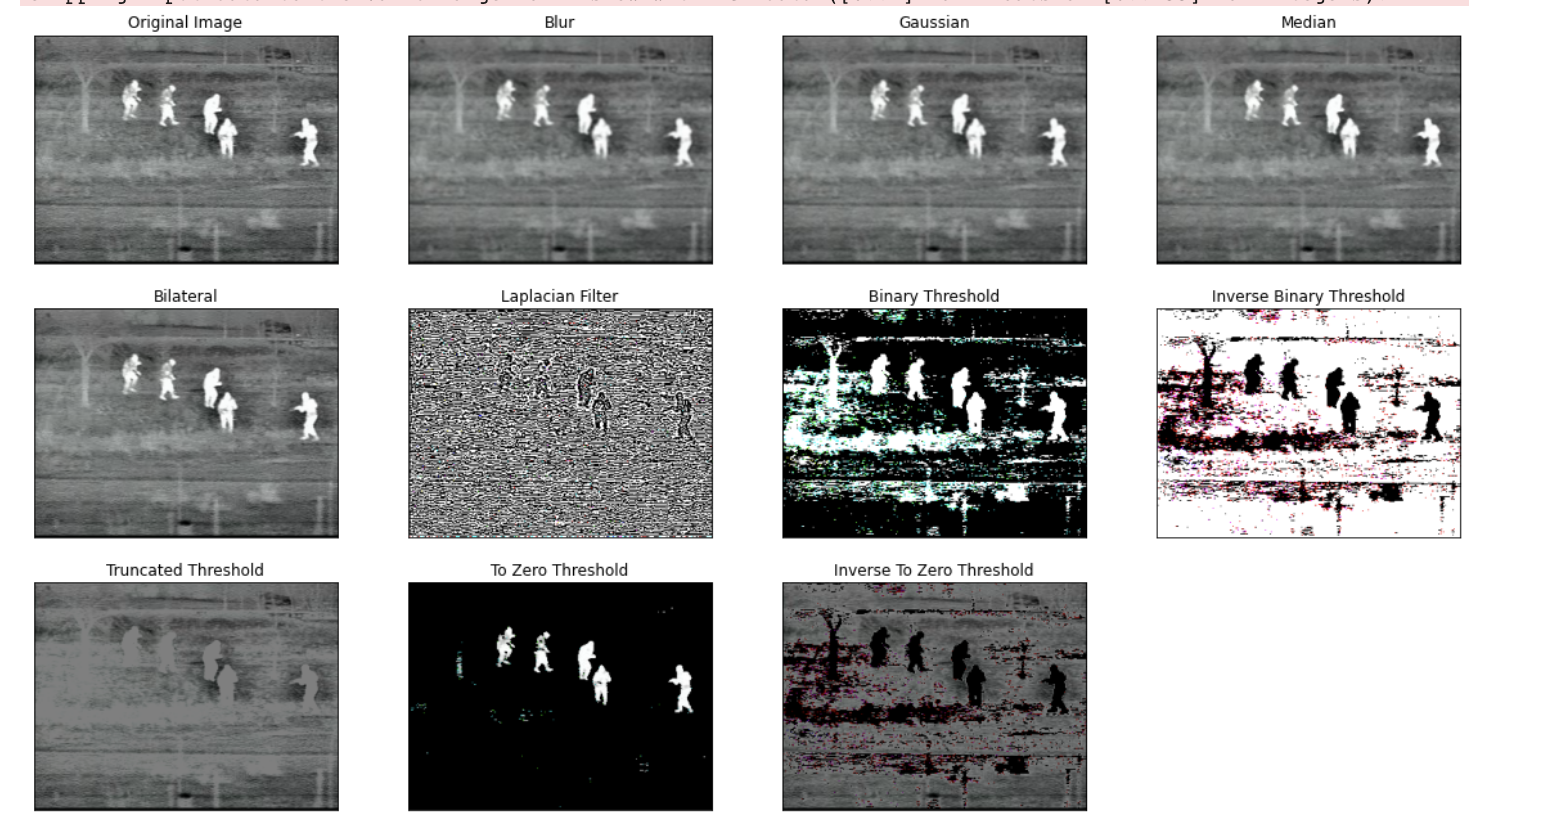 Original Image
Blur
Gaussian
Median
Bilateral
Laplacian Filter
Binary Threshold
Inverse Binary Threshold
Truncated Threshold
To Zero Threshold
Inverse To Zero Threshold